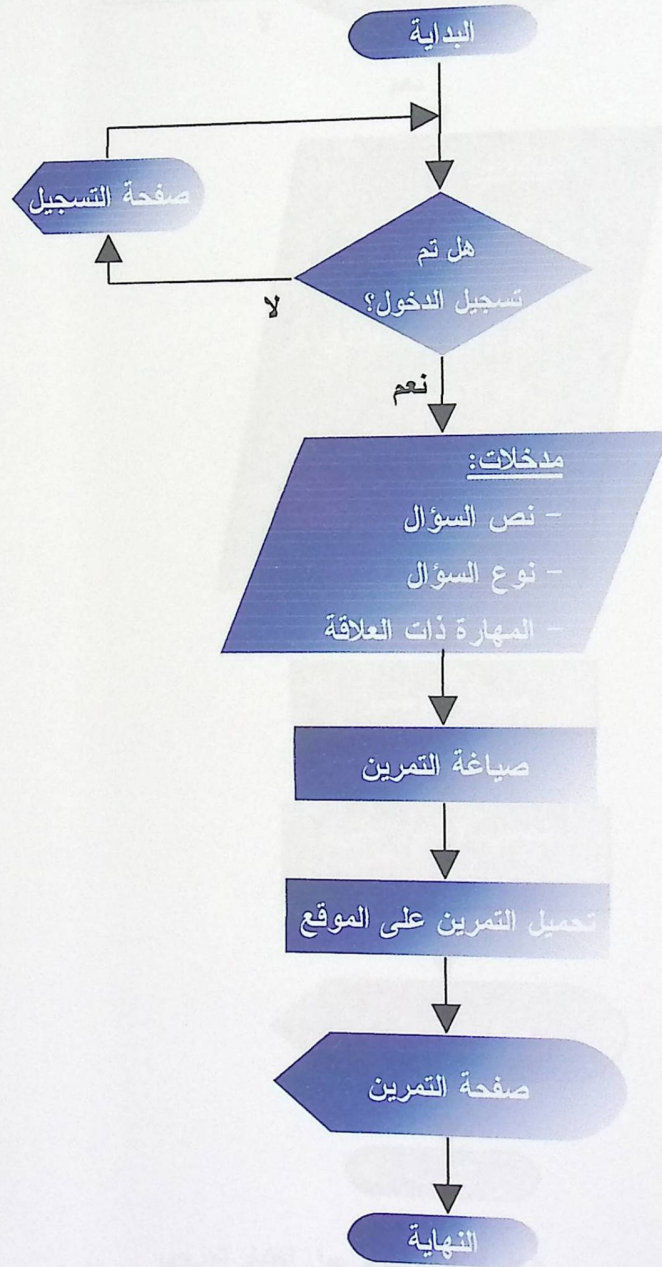 البداية
صفحة التسجيل
هل تم
تسجيل الدخول؟
لا
نعم
مدخلات:
- نص السؤال
- نوع السؤال
- المهارة ذات العلاقة
صياغة التمرين
تحميل التمرين على الموقع
صفحة التمرين
النهاية